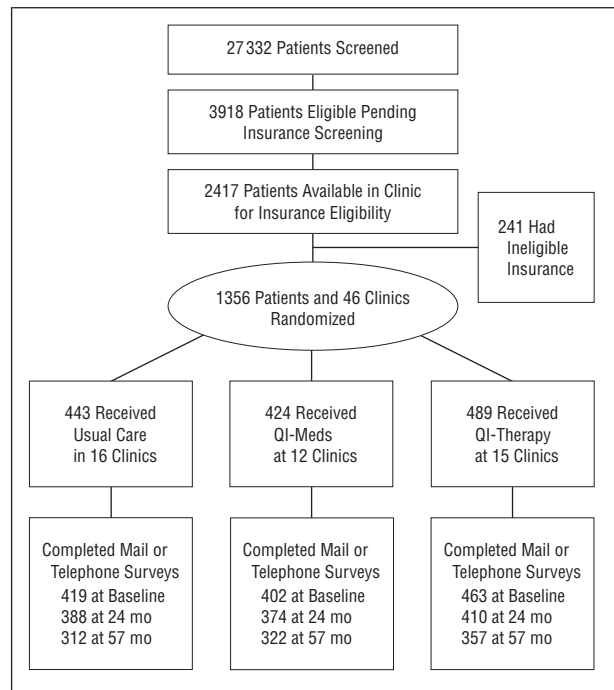 27 332 Patients Screened
3918 Patients Eligible Pending
Insurance Screening
2417 Patients Available in Clinic
for Insurance Eligibility
241 Had
Ineligible
Insurance
1356 Patients and 46 Clinics
Randomized
443 Received
Usual Care
in 16 Clinics
424 Received
QI-Meds
at 12 Clinics
489 Received
QI-Therapy
at 15 Clinics
Completed Mail or
Telephone Surveys
419 at Baseline
388 at 24 mo
312 at 57 mo
Completed Mail or
Telephone Surveys
402 at Baseline
374 at 24 mo
322 at 57 mo
Completed Mail or
Telephone Surveys
463 at Baseline
410 at 24 mo
357 at 57 mo